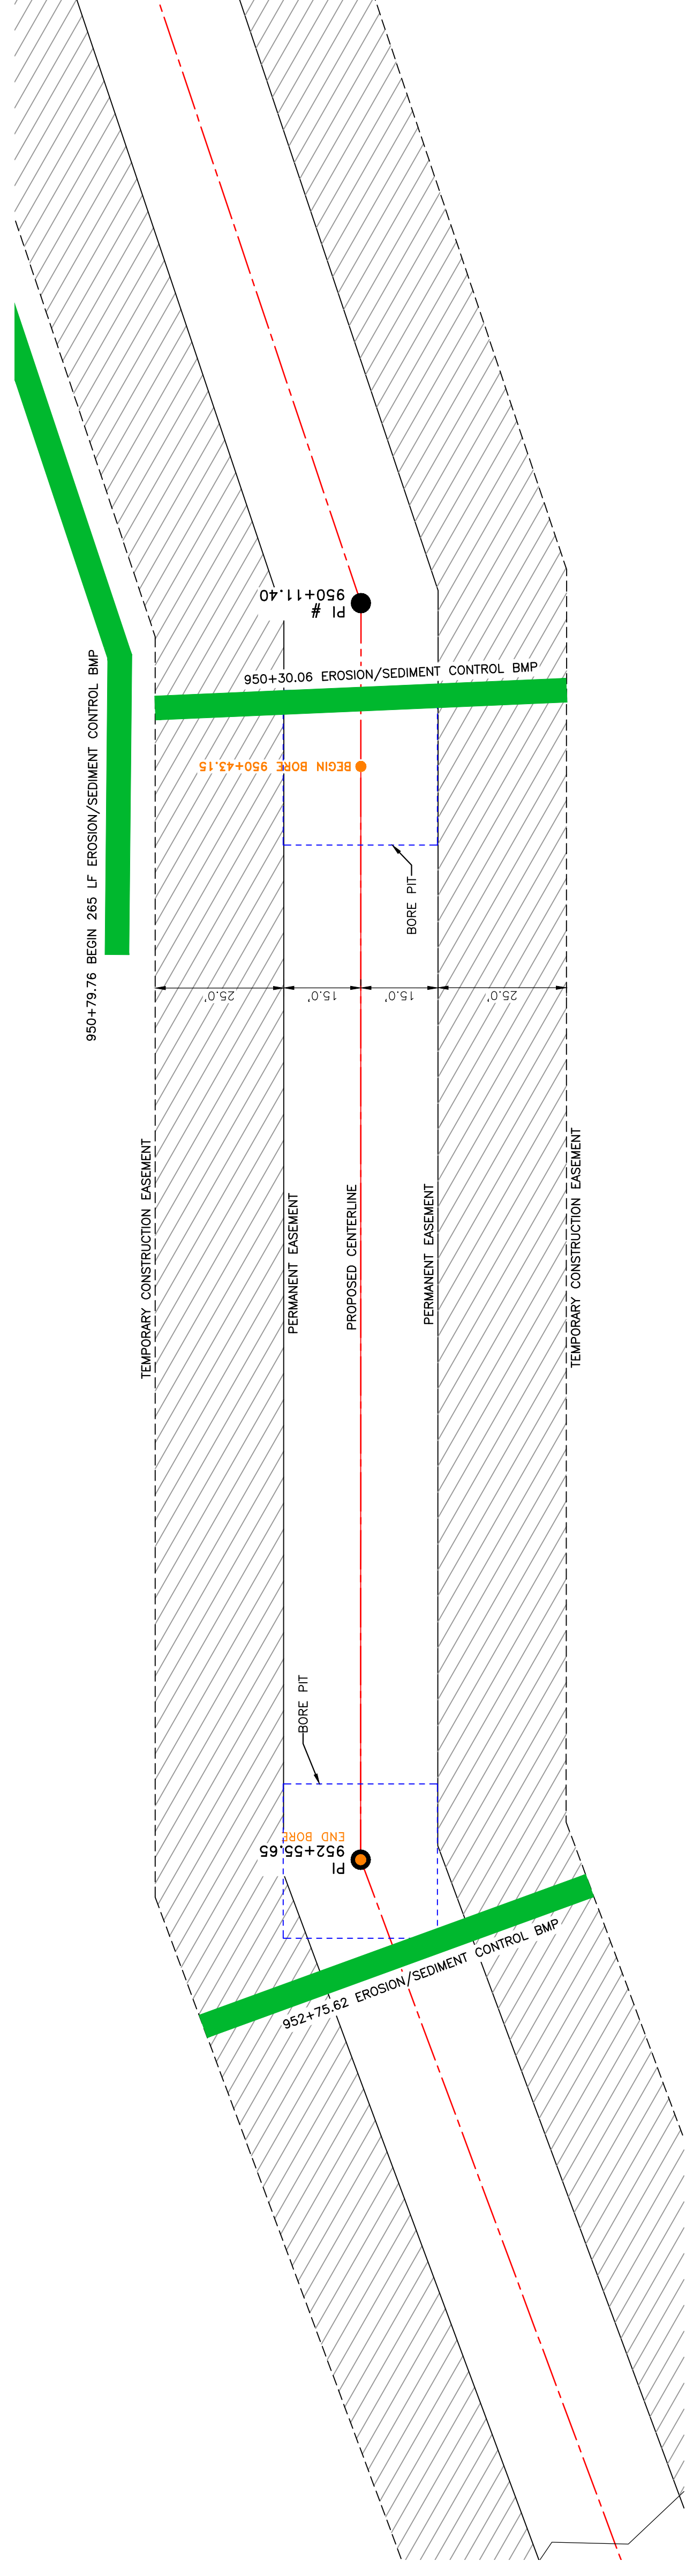 PI #
950+11.40
950+30.06 EROSION/SEDIMENT CONTROL BMP
950+79.76 BEGIN 265 LF EROSION/SEDIMENT CONTROL BMP
BEGIN BORE 950+43.15
BORE PIT
25.0'
15.0'
15.0'
25.0'
TEMPORARY CONSTRUCTION EASEMENT
PERMANENT EASEMENT
PROPOSED CENTERLINE
PERMANENT EASEMENT
TEMPORARY CONSTRUCTION EASEMENT
BORE PIT
PI
952+55.65
END BORE
952+75.62 EROSION/SEDIMENT CONTROL BMP